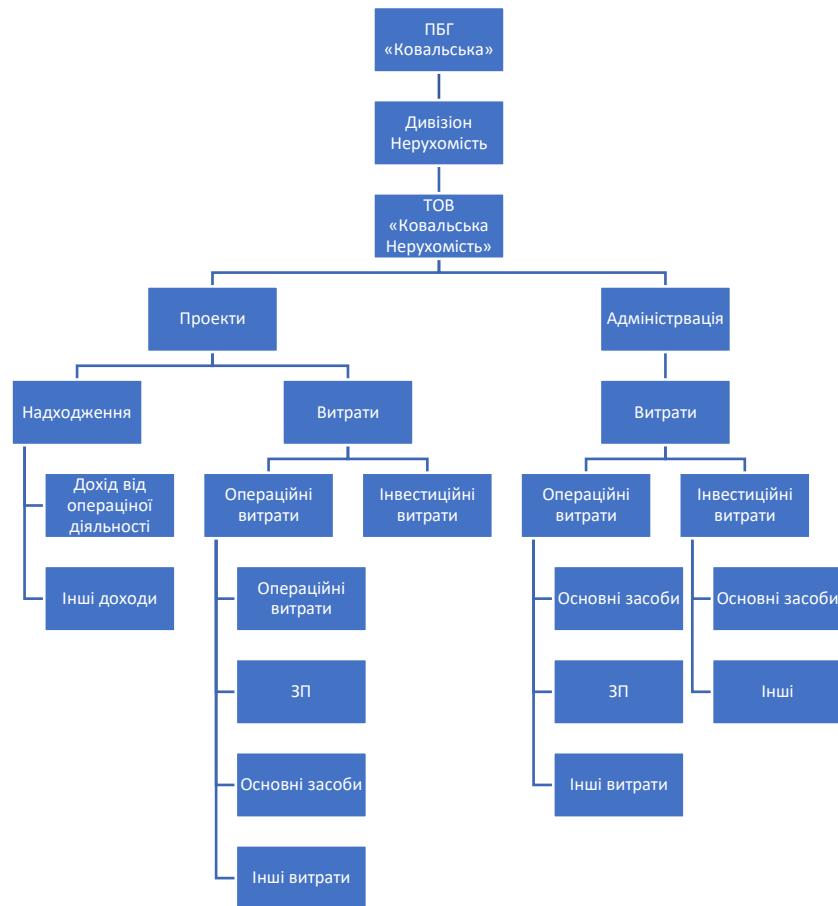 ПБГ
«Ковальська»
Дивізіон
Нерухомість
ТОВ
«Ковальська
Нерухомість»
Проекти
Адміністрвація
Надходження
Витрати
Витрати
Дохід від
операціної
діяльності
Операційні
витрати
Інвестиційні
витрати
Операційні
витрати
Інвестиційні
витрати
Інші доходи
Операційні
витрати
Основні засоби
Основні засоби
ЗП
ЗП
Інші
Основні засоби
Інші витрати
Інші витрати